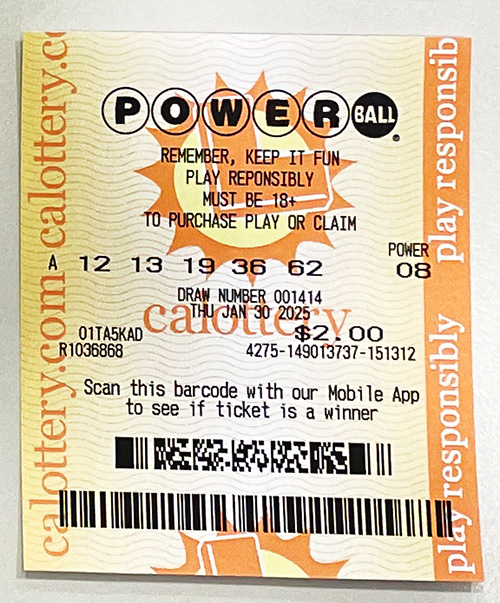 POWER BALL®
REMEMBER, KEEP IT FUN
PLAY REPONSIBLY
MUST BE 18+
TO PURCHASE PLAY OR CLAIM
POWER
A 12 13 19 36 62 08
DRAW NUMBER 001414
THU JAN 30 2025
calottery
01TA5KAD $2.00
R1036868 4275-149013737-151312
Scan this barcode with our Mobile App
to see if ticket is a winner
calottery.com calottery.co
play responsibly play responsib